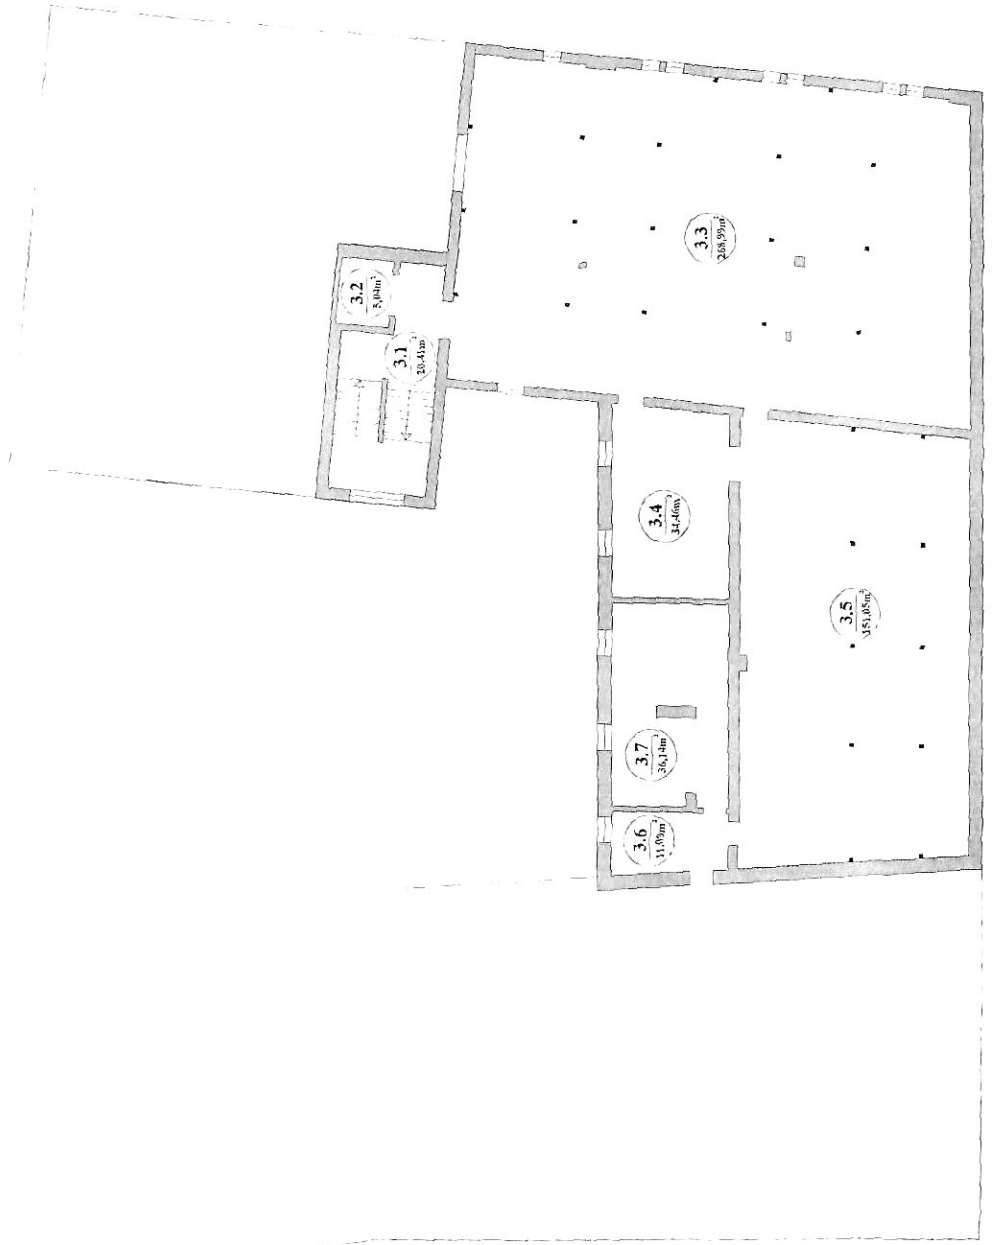 3.3
268,99m²
3.2
5,04m²
3.1
20,41m²
3.4
34,46m²
3.5
151,05m²
3.7
36,14m²
3.6
11,09m²